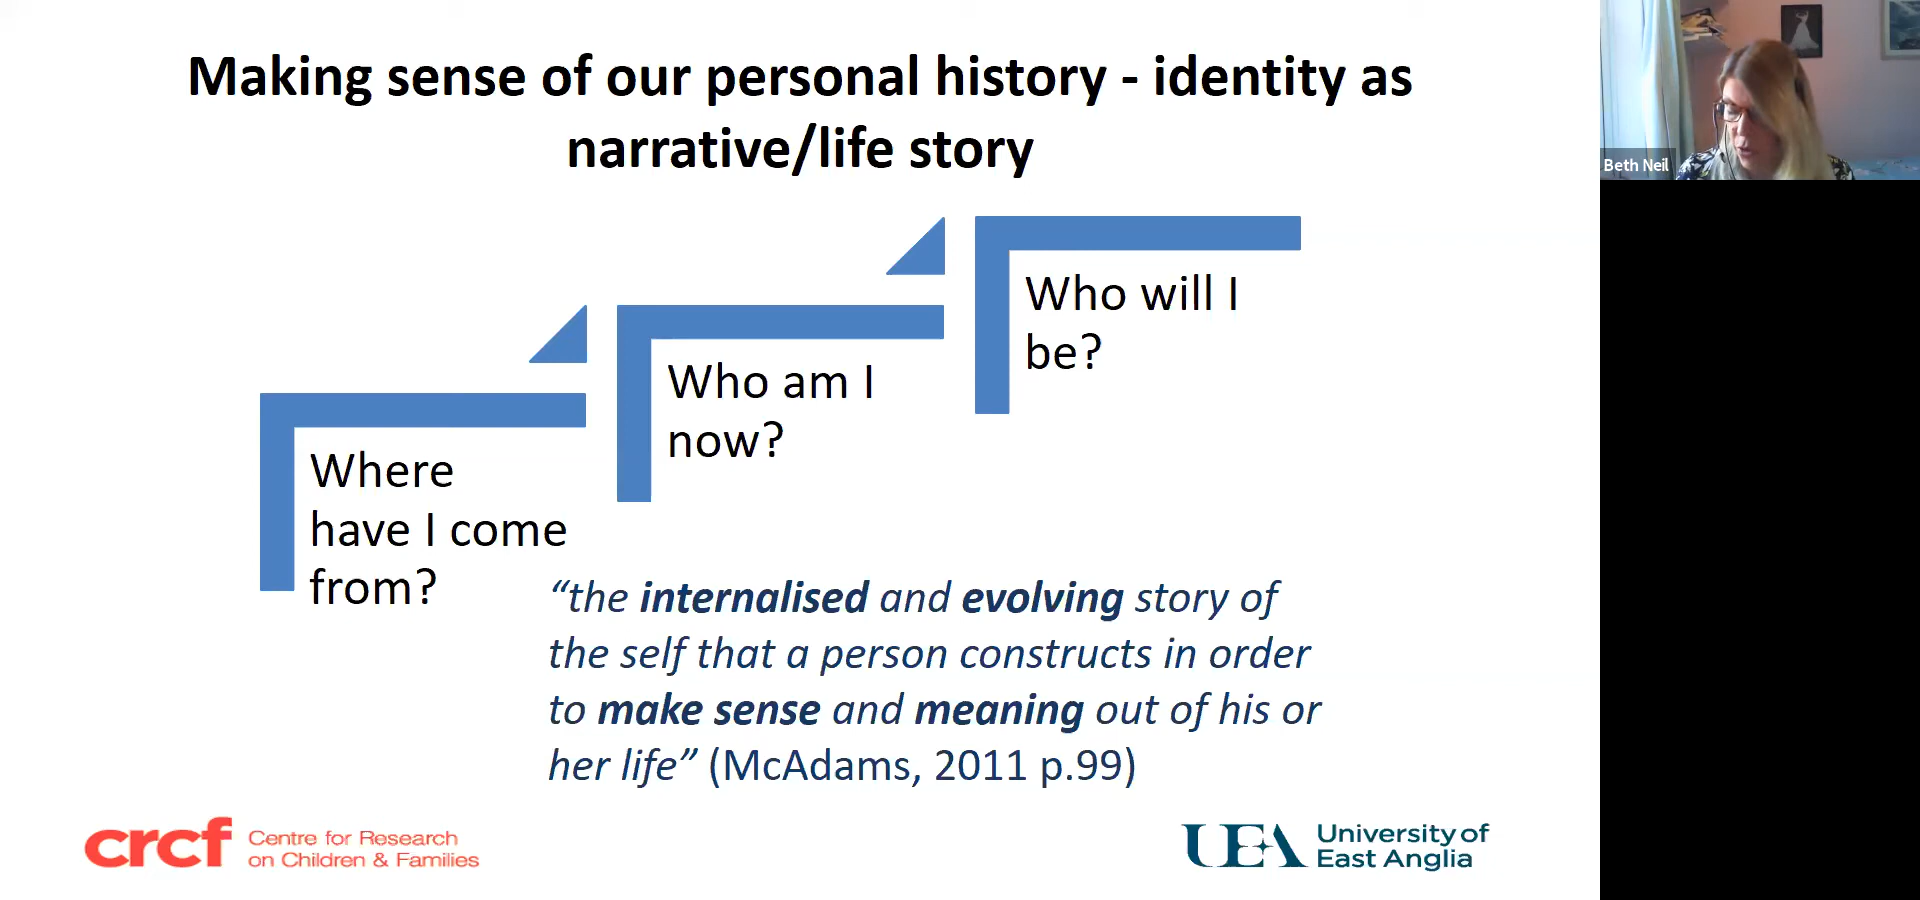 Making sense of our personal history - identity as
narrative/life story
Beth Neil
Where
have I come
from?
Who am I
now?
Who will I
be?
“the internalised and evolving story of
the self that a person constructs in order
to make sense and meaning out of his or
her life” (McAdams, 2011 p.99)
crcf
Centre for Research
on Children & Families
UEA
University of
East Anglia